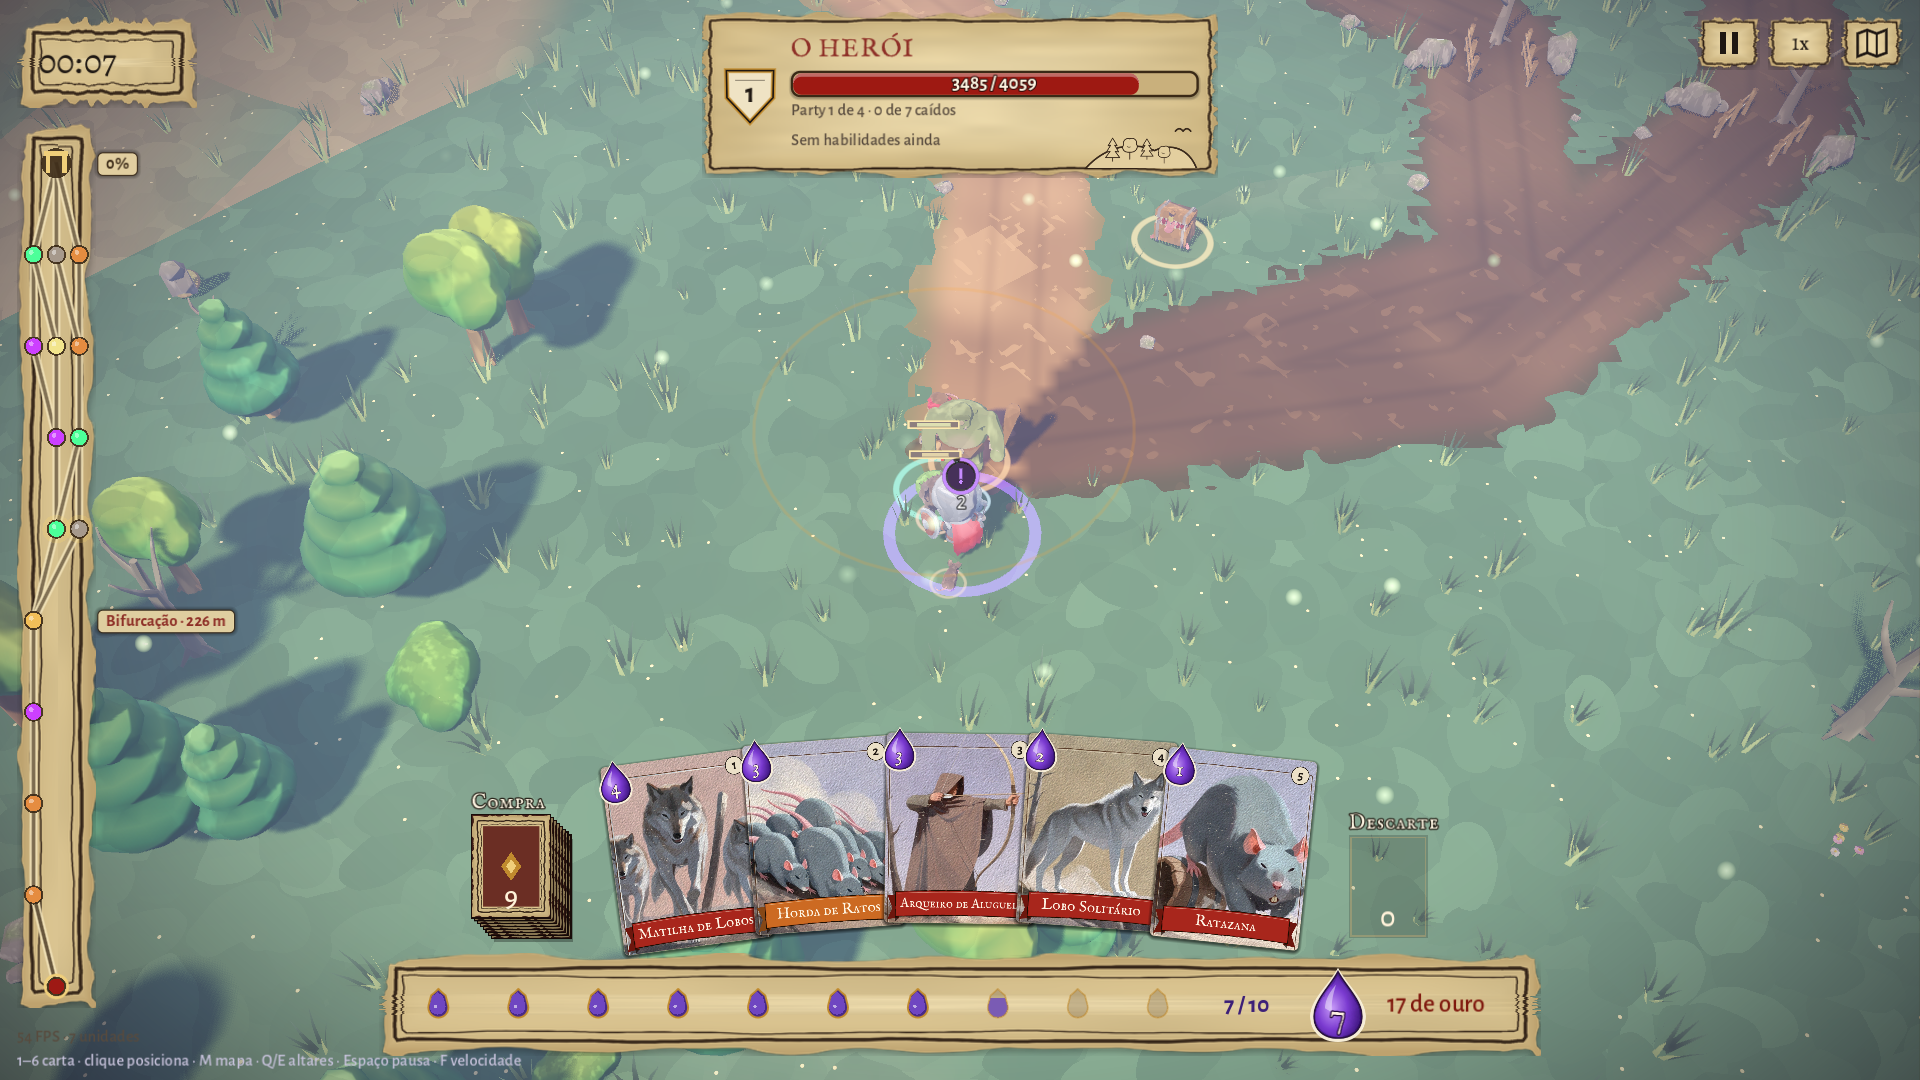 00:07
O HERÓI
1
3485 / 4059
Party 1 de 4 · 0 de 7 caídos
Sem habilidades ainda
1x
0%
!
2
Bifurcação · 226 m
COMPRA
9
4
1
MATILHA DE LOBOS
3
2
HORDA DE RATOS
3
3
ARQUEIRO DE ALUGUEL
2
4
LOBO SOLITÁRIO
1
5
RATAZANA
DESCARTE
0
7 / 10
7
17 de ouro
1–6 carta · clique posiciona · M mapa · Q/E altares · Espaço pausa · F velocidade